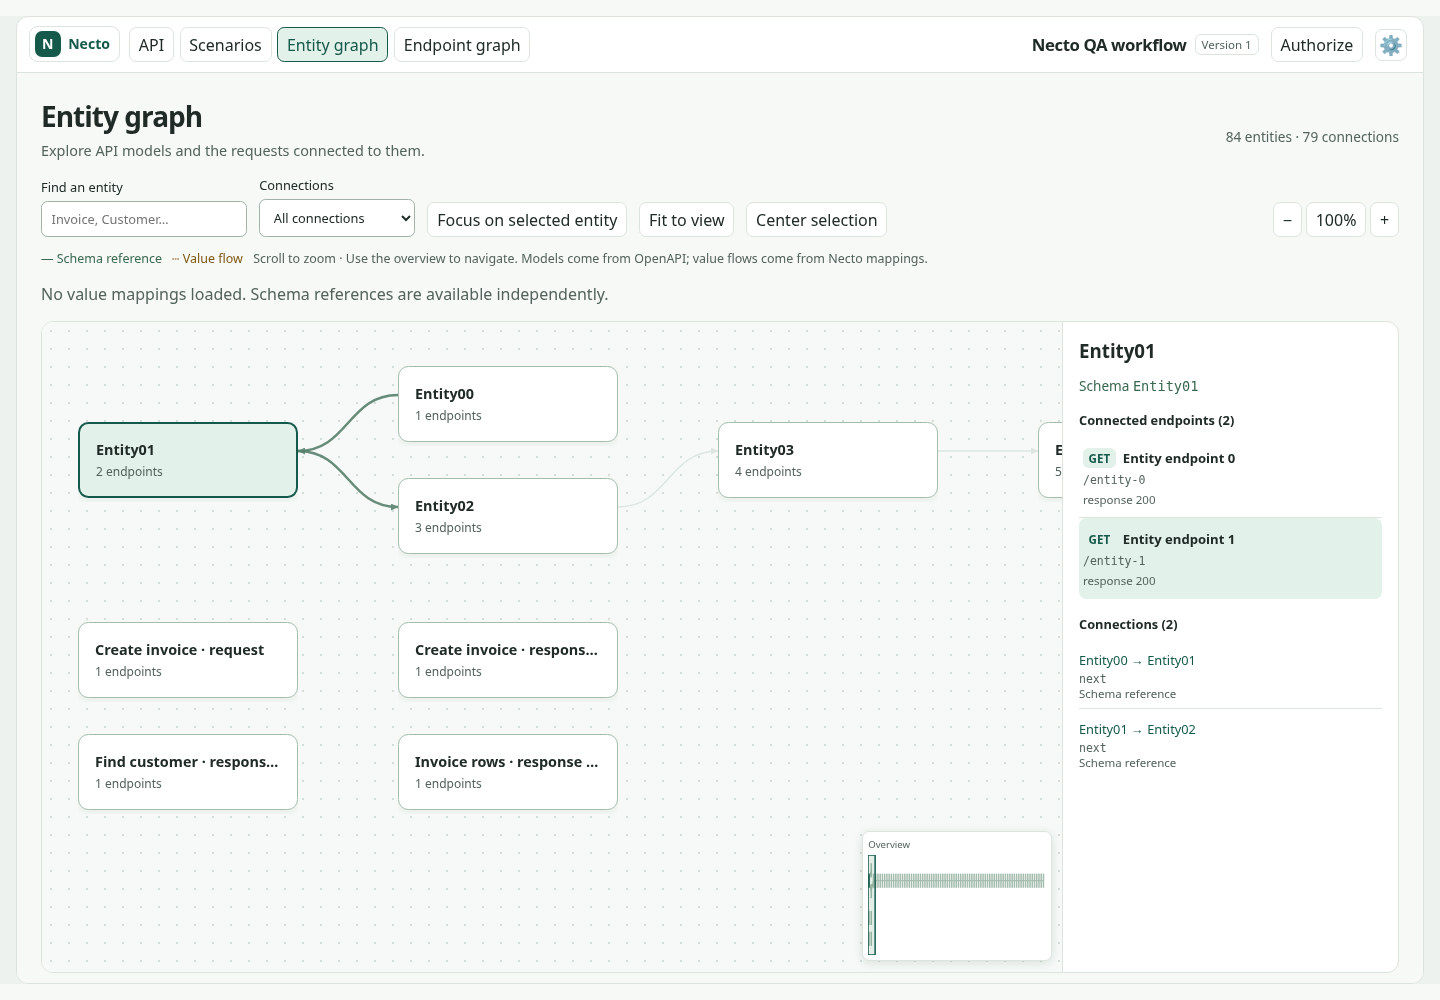 N Necto API Scenarios Entity graph Endpoint graph Necto QA workflow Version 1 Authorize
Entity graph
Explore API models and the requests connected to them.
84 entities · 79 connections
Find an entity
Connections
Invoice, Customer...
All connections
Focus on selected entity
Fit to view
Center selection
− 100% +
— Schema reference ┄ Value flow Scroll to zoom · Use the overview to navigate. Models come from OpenAPI; value flows come from Necto mappings.
No value mappings loaded. Schema references are available independently.
Entity01
2 endpoints
Entity00
1 endpoints
Entity02
3 endpoints
Entity03
4 endpoints
E
5
Create invoice · request
1 endpoints
Create invoice · respons...
1 endpoints
Find customer · respons...
1 endpoints
Invoice rows · response ...
1 endpoints
Overview
Entity01
Schema Entity01
Connected endpoints (2)
GET Entity endpoint 0
/entity-0
response 200
GET Entity endpoint 1
/entity-1
response 200
Connections (2)
Entity00 → Entity01
next
Schema reference
Entity01 → Entity02
next
Schema reference